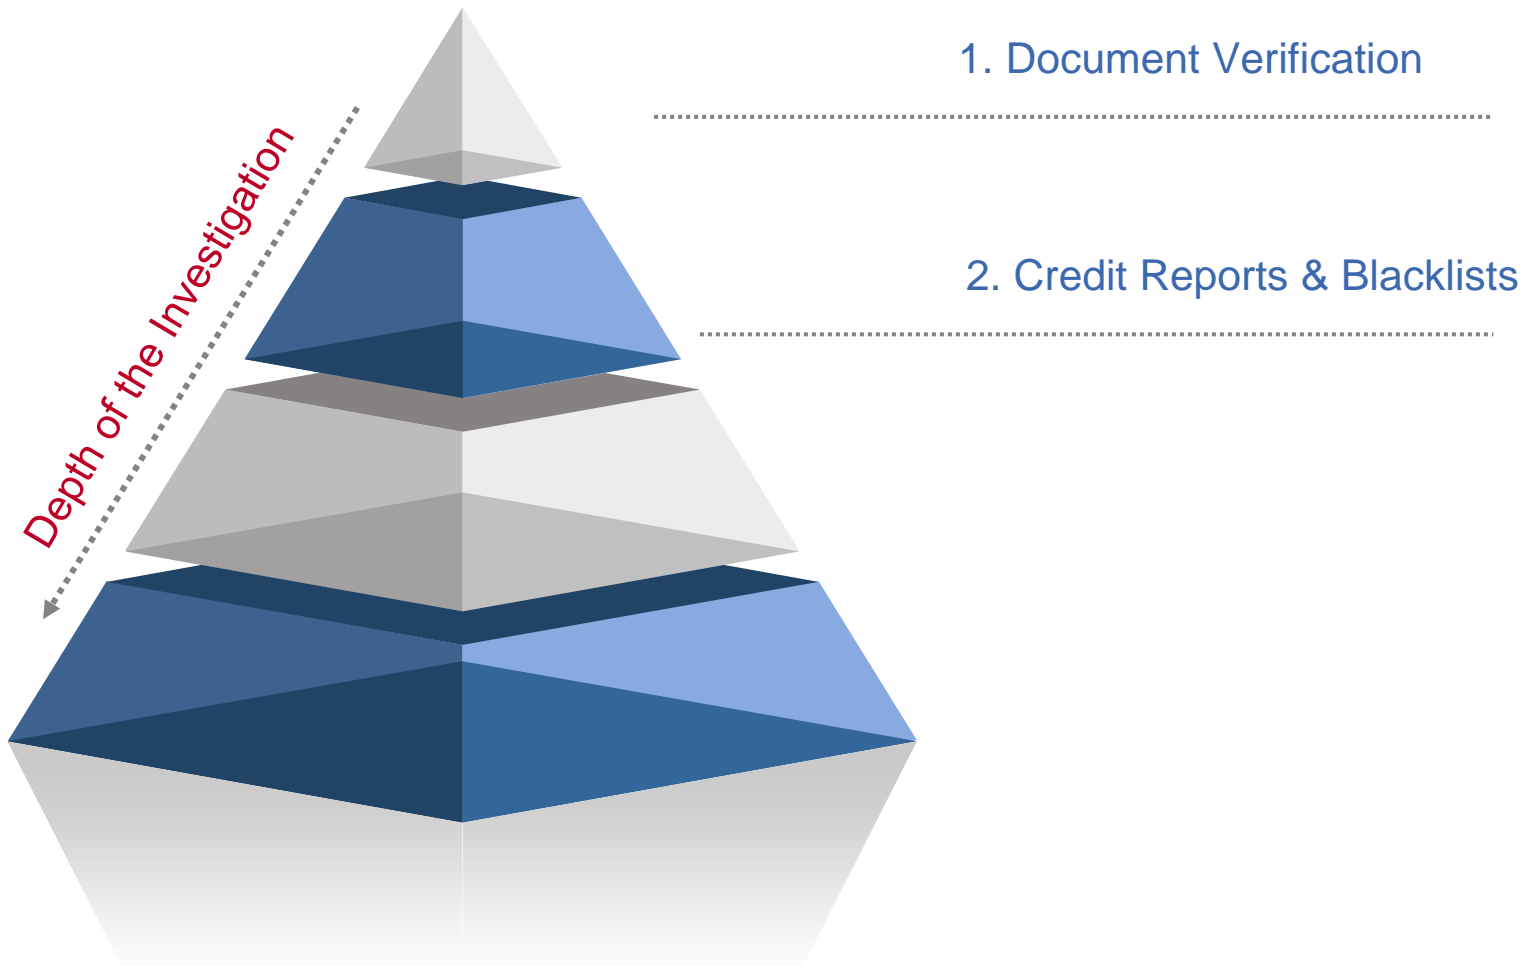 1. Document Verification
Depth of the Investigation
2. Credit Reports & Blacklists